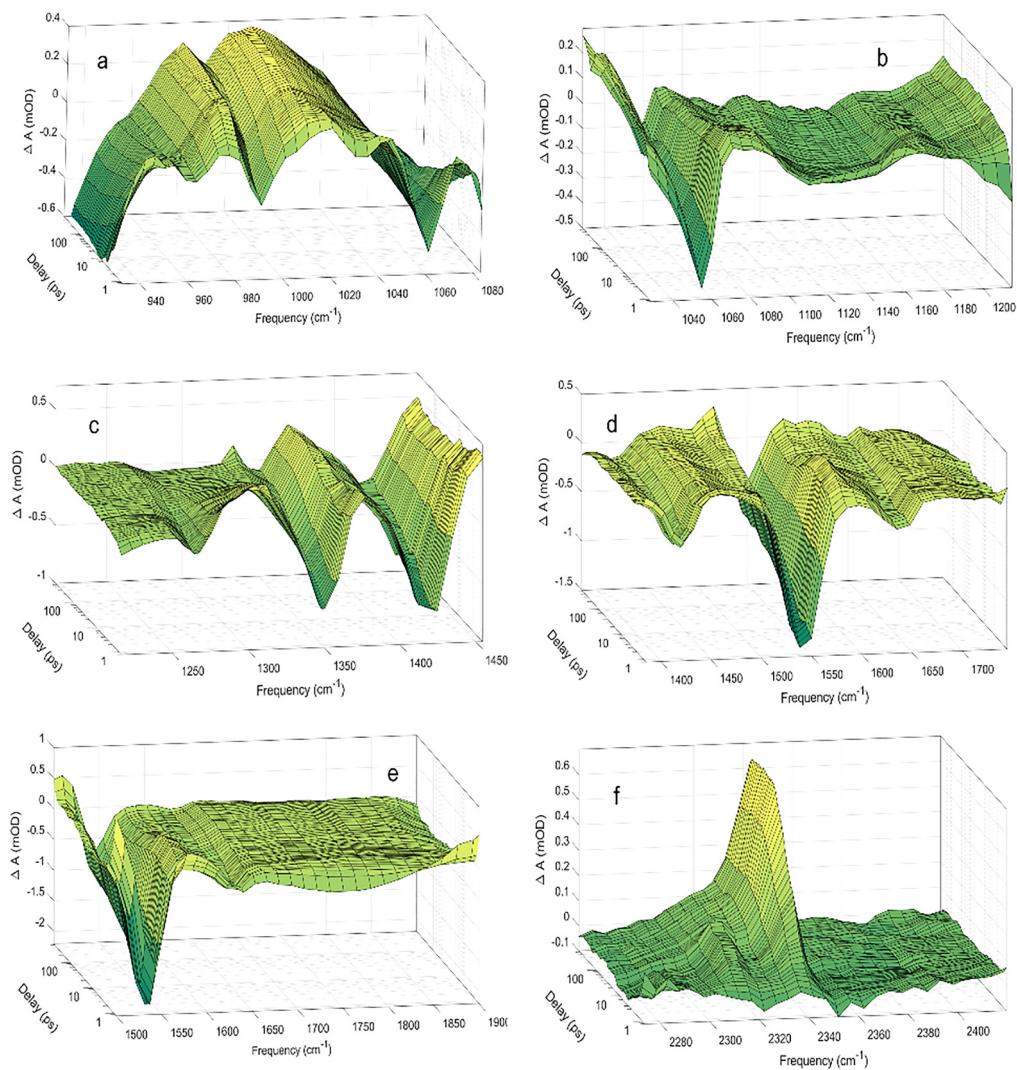 a
0.4
0.2
0
-0.2
-0.4
-0.6
Δ A (mOD)
100
10
1
Delay (ps)
940 960 980 1000 1020 1040 1060 1080
Frequency (cm⁻¹)
b
0.2
0.1
0
-0.1
-0.2
-0.3
-0.4
-0.5
Δ A (mOD)
100
10
1
Delay (ps)
1040 1060 1080 1100 1120 1140 1160 1180 1200
Frequency (cm⁻¹)
c
0.5
0
-0.5
-1
Δ A (mOD)
100
10
1
Delay (ps)
1250 1300 1350 1400 1450
Frequency (cm⁻¹)
d
0.5
0
-0.5
-1
-1.5
Δ A (mOD)
100
10
1
Delay (ps)
1400 1450 1500 1550 1600 1650 1700
Frequency (cm⁻¹)
e
1
0.5
0
-0.5
-1
-1.5
-2
Δ A (mOD)
100
10
1
Delay (ps)
1500 1550 1600 1650 1700 1750 1800 1850 1900
Frequency (cm⁻¹)
f
0.6
0.5
0.4
0.3
0.2
0.1
0
-0.1
Δ A (mOD)
100
10
1
Delay (ps)
2280 2300 2320 2340 2360 2380 2400
Frequency (cm⁻¹)